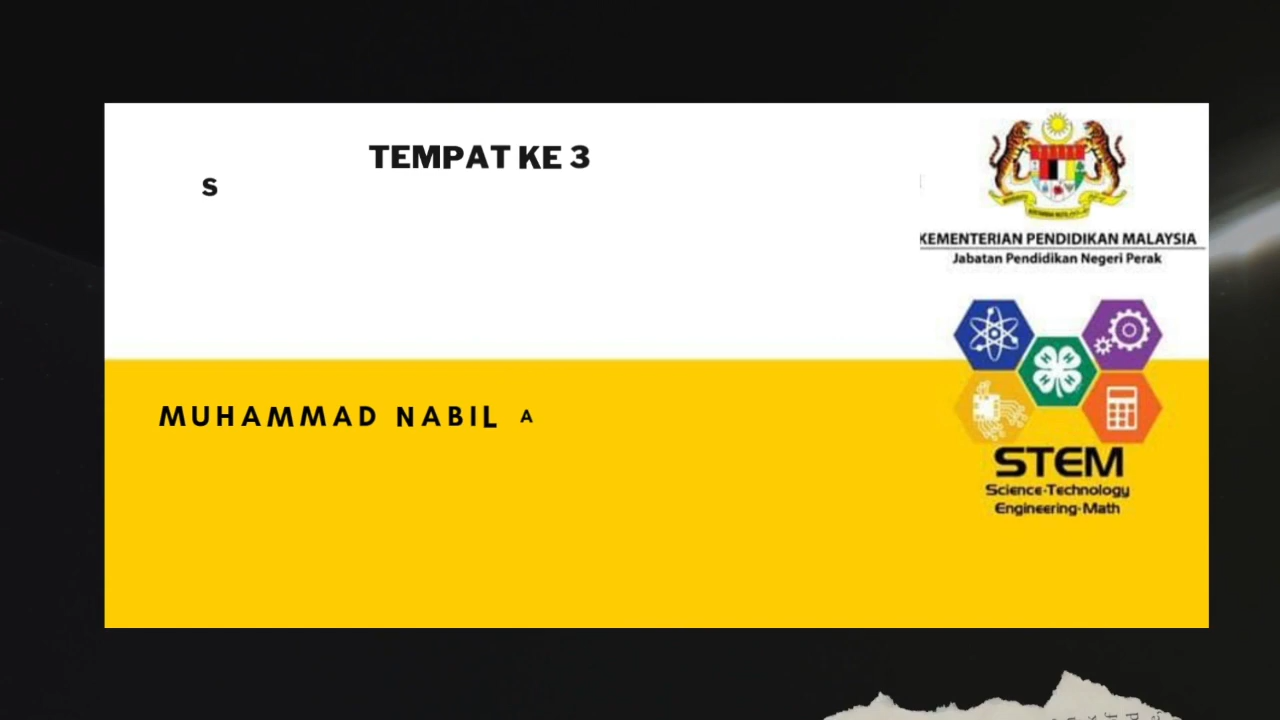 TEMPAT KE 3
S
KEMENTERIAN PENDIDIKAN MALAYSIA
Jabatan Pendidikan Negeri Perak
MUHAMMAD NABIL A
STEM
Science·Technology
Engineering·Math